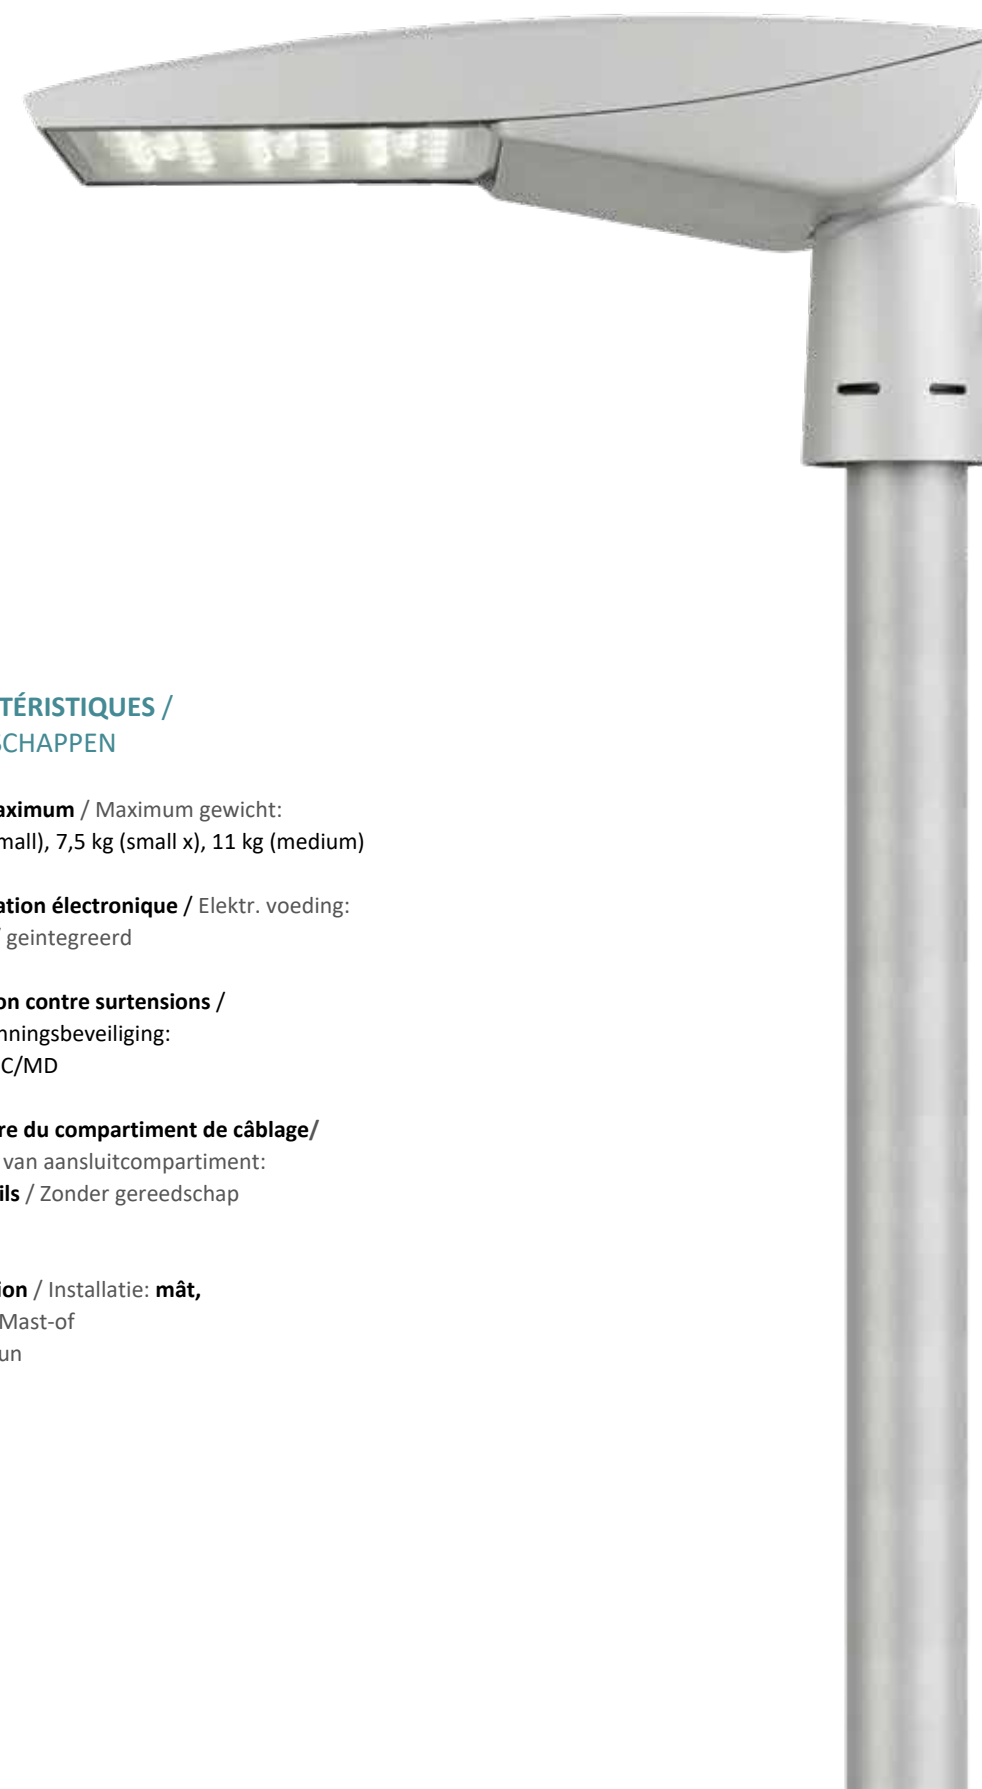 TÉRISTIQUES /
SCHAPPEN
aximum / Maximum gewicht:
mall), 7,5 kg (small x), 11 kg (medium)
ation électronique / Elektr. voeding:
/ geintegreerd
on contre surtensions /
nningsbeveiliging:
C/MD
re du compartiment de câblage/
van aansluitcompartiment:
ils / Zonder gereedschap
ion / Installatie: mât,
Mast-of
un